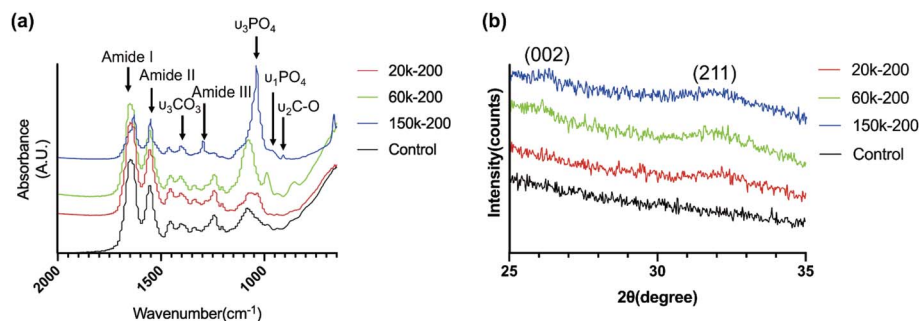 (a)
υ₃PO₄
Amide I
Amide II
υ₃CO₃
Amide III
υ₁PO₄
υ₂C-O
20k-200
60k-200
150k-200
Control
Absorbance
(A.U.)
2000
1500
1000
Wavenumber(cm⁻¹)
(b)
(002)
(211)
20k-200
60k-200
150k-200
Control
Intensity(counts)
25
30
35
2θ(degree)